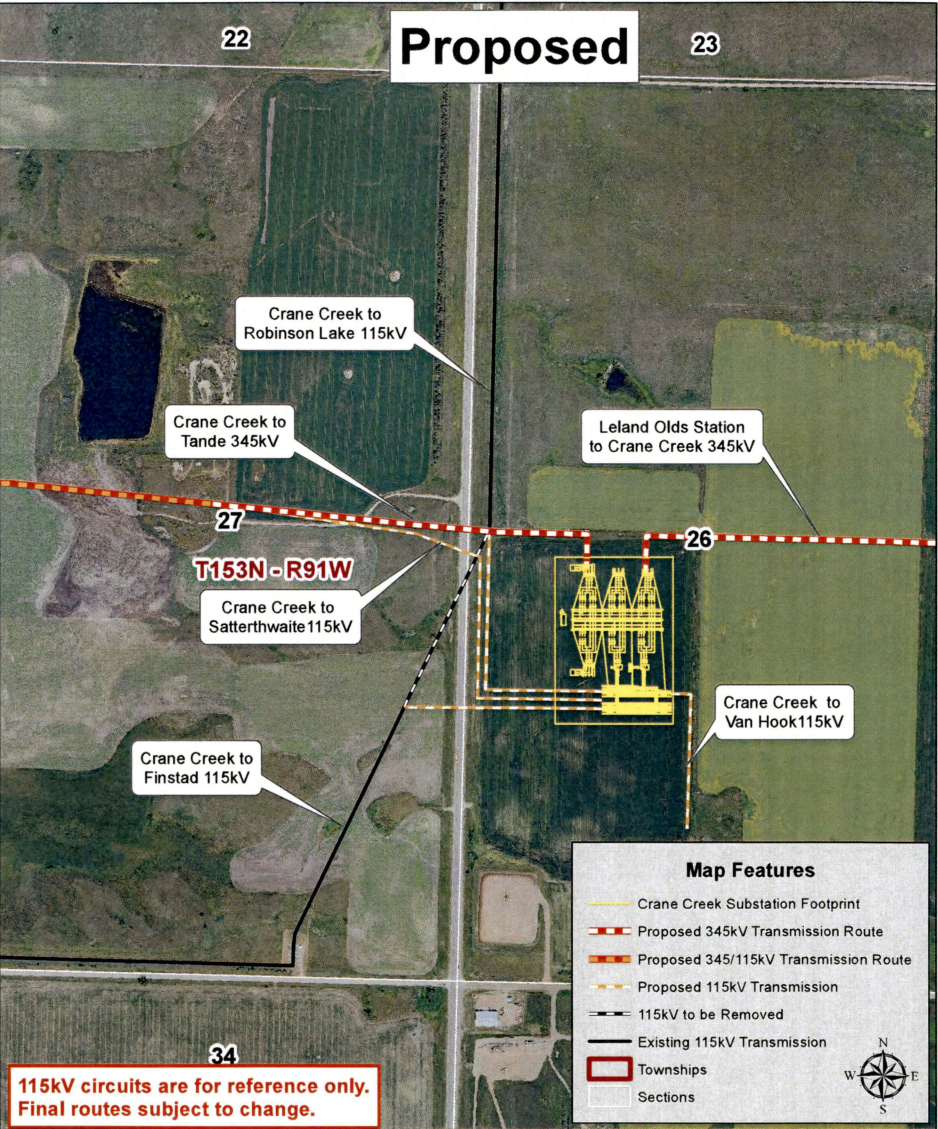 22
Proposed
23
Crane Creek to
Robinson Lake 115kV
Crane Creek to
Tande 345kV
Leland Olds Station
to Crane Creek 345kV
27
26
T153N - R91W
Crane Creek to
Satterthwaite115kV
Crane Creek to
Van Hook115kV
Crane Creek to
Finstad 115kV
Map Features
Crane Creek Substation Footprint
Proposed 345kV Transmission Route
Proposed 345/115kV Transmission Route
Proposed 115kV Transmission
115kV to be Removed
Existing 115kV Transmission
Townships
Sections
N
W
E
S
34
115kV circuits are for reference only.
Final routes subject to change.